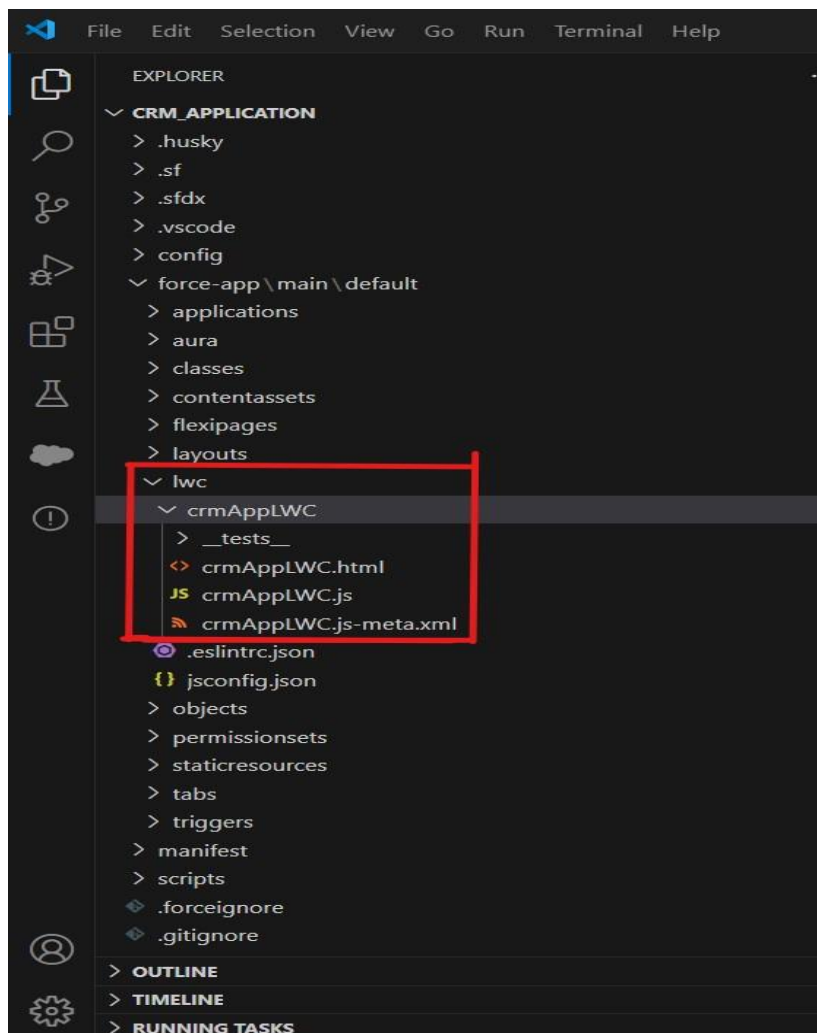 File Edit Selection View Go Run Terminal Help
EXPLORER
CRM_APPLICATION
.husky
.sf
.sfdx
.vscode
config
force-app\main\default
applications
aura
classes
contentassets
flexipages
layouts
lwc
crmAppLWC
__tests__
crmAppLWC.html
JS crmAppLWC.js
crmAppLWC.js-meta.xml
.eslintrc.json
{} jsconfig.json
objects
permissionsets
staticresources
tabs
triggers
manifest
scripts
.forceignore
.gitignore
OUTLINE
TIMELINE
RUNNING TASKS